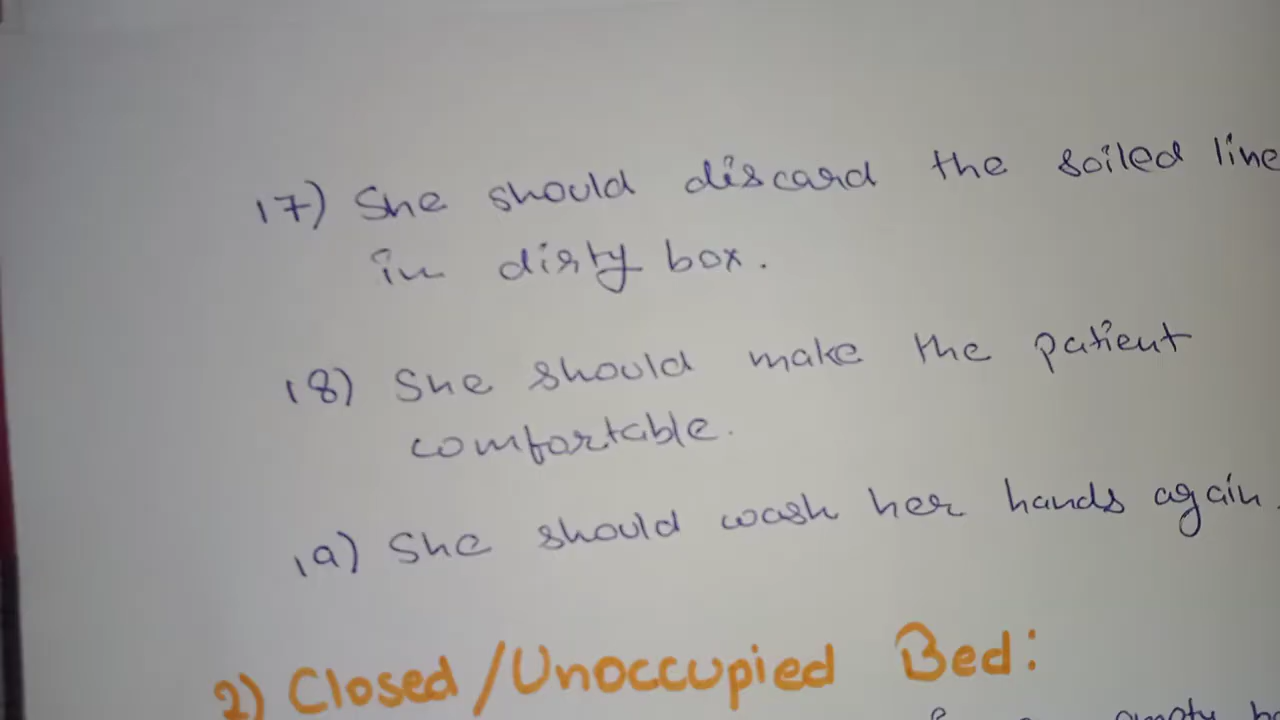 17) She should discard the soiled line
in dirty box.
18) She should make the patient
comfortable.
19) She should wash her hands again.
2) Closed/Unoccupied Bed: